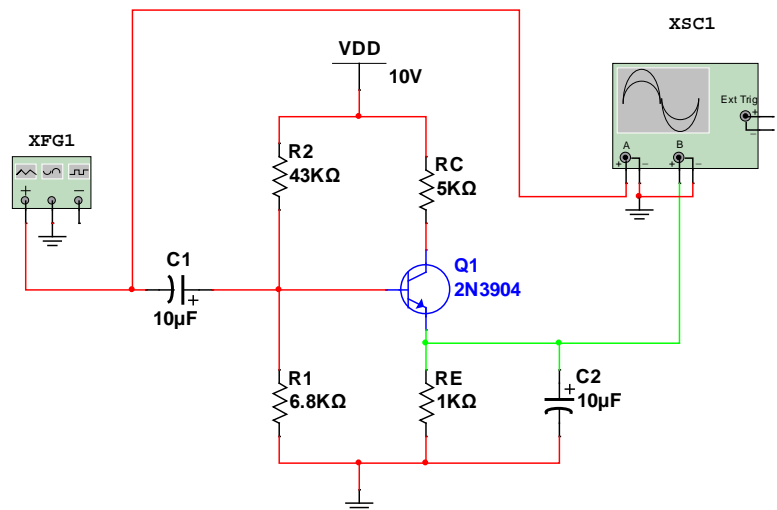 XSC1
VDD
10V
Ext Trig
+
−
A
B
+
−
+
−
XFG1
+
−
R2
43KΩ
RC
5KΩ
C1
+
10µF
Q1
2N3904
R1
6.8KΩ
RE
1KΩ
C2
+
10µF